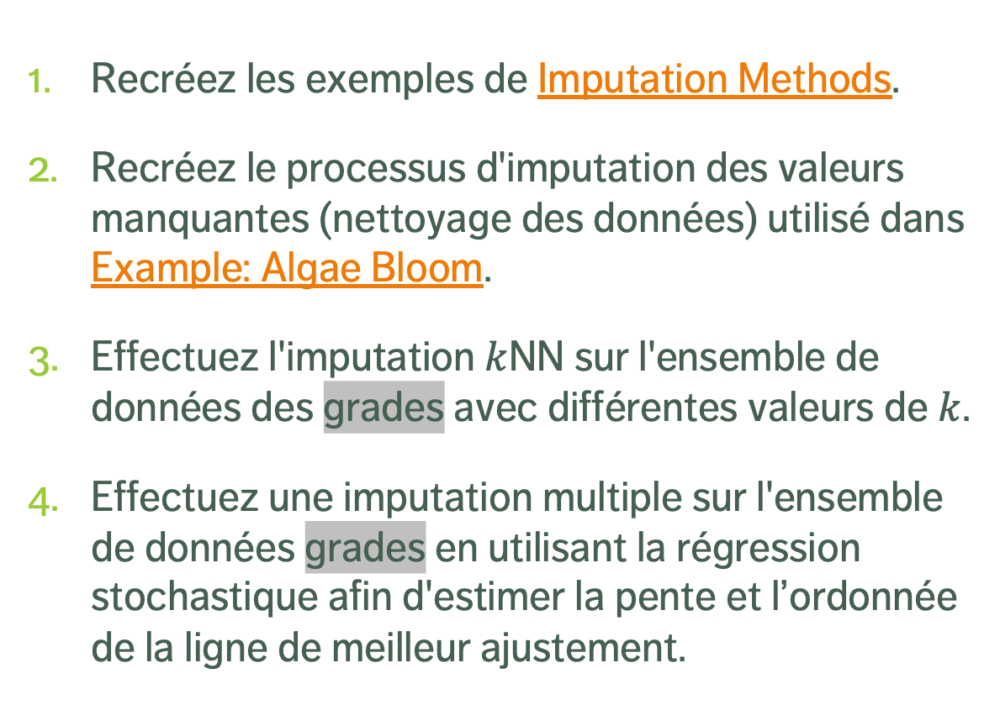 1. Recréez les exemples de Imputation Methods.
2. Recréez le processus d'imputation des valeurs
manquantes (nettoyage des données) utilisé dans
Example: Algae Bloom.
3. Effectuez l'imputation kNN sur l'ensemble de
données des grades avec différentes valeurs de k.
4. Effectuez une imputation multiple sur l'ensemble
de données grades en utilisant la régression
stochastique afin d'estimer la pente et l’ordonnée
de la ligne de meilleur ajustement.